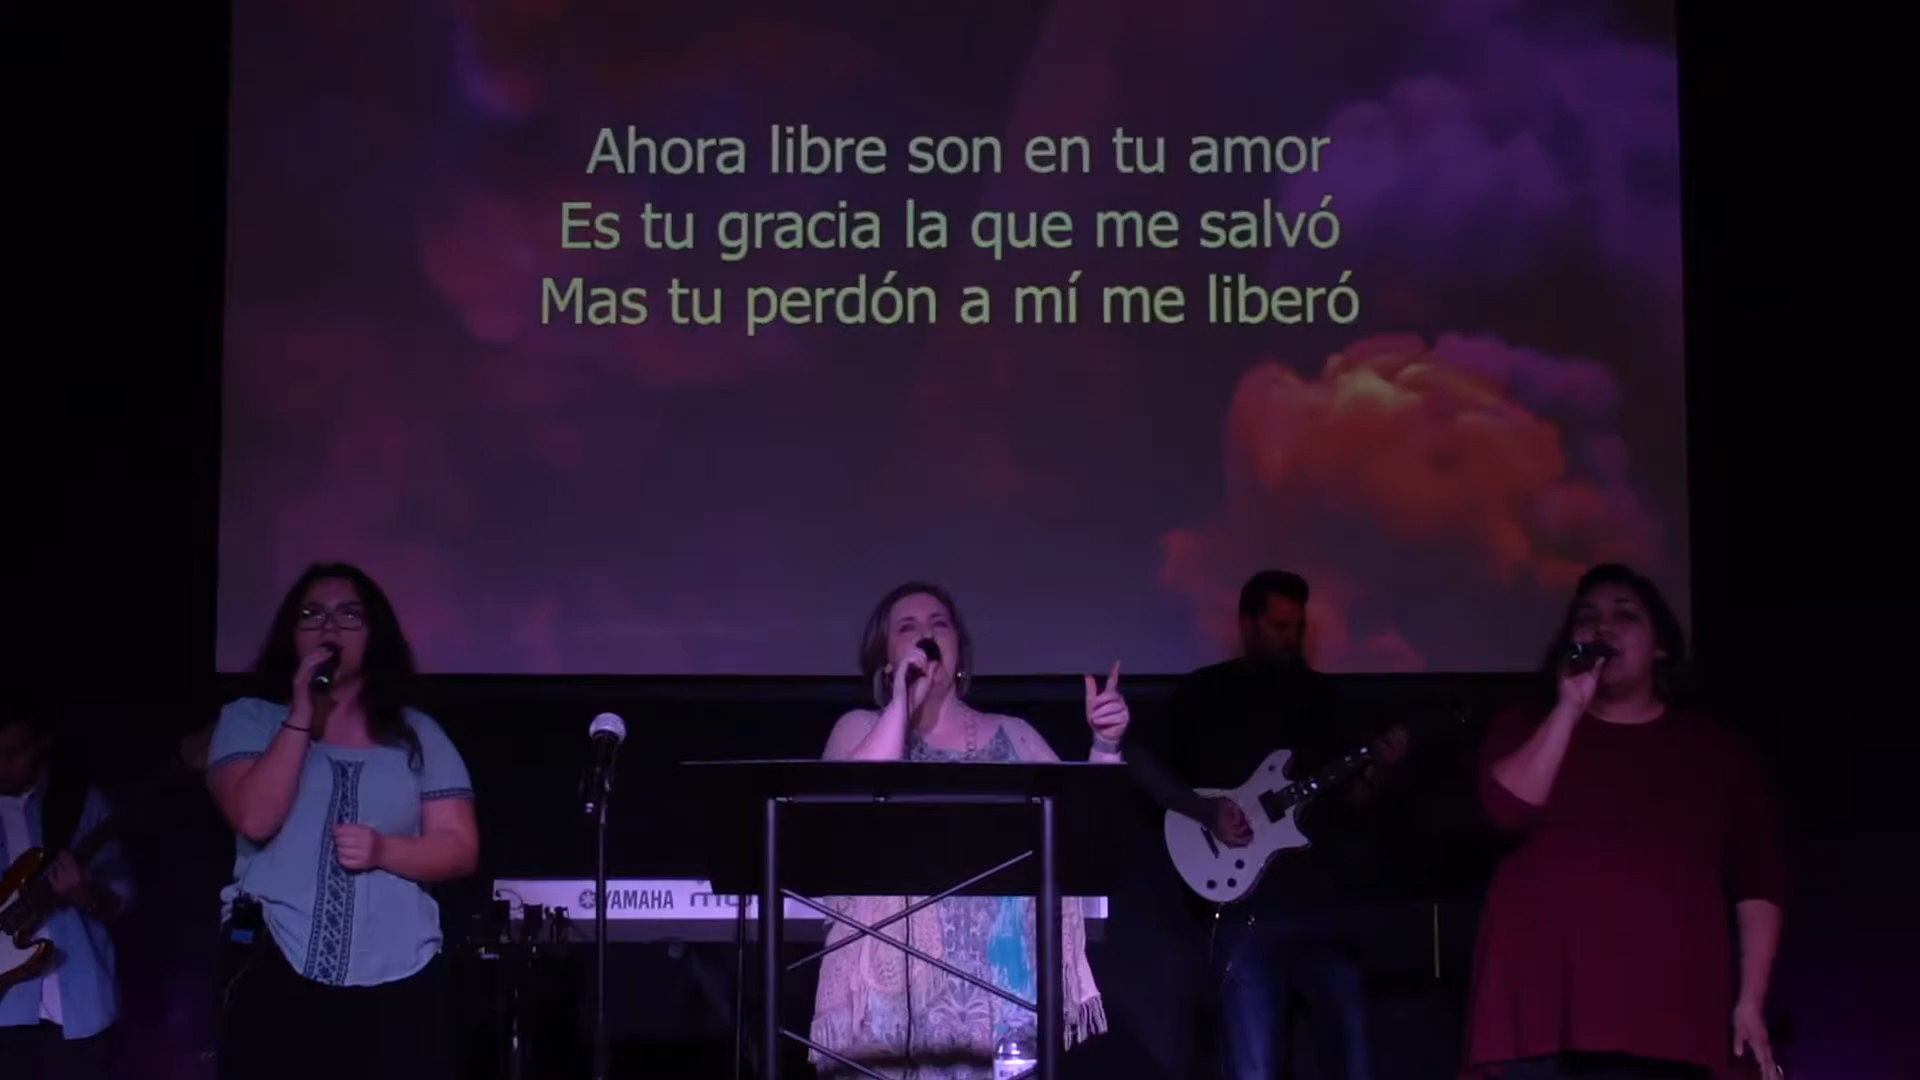 Ahora libre son en tu amor
Es tu gracia la que me salvó
Mas tu perdón a mí me liberó
YAMAHA